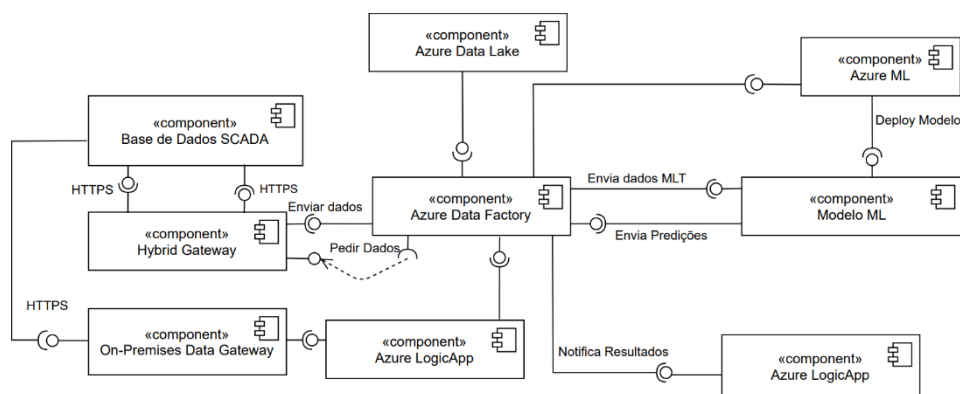 «component»
Azure Data Lake
«component»
Azure ML
Deploy Modelo
«component»
Base de Dados SCADA
HTTPS
HTTPS
Enviar dados
«component»
Azure Data Factory
Envia dados MLT
«component»
Modelo ML
«component»
Hybrid Gateway
Pedir Dados
Envia Predições
HTTPS
«component»
On-Premises Data Gateway
«component»
Azure LogicApp
Notifica Resultados
«component»
Azure LogicApp